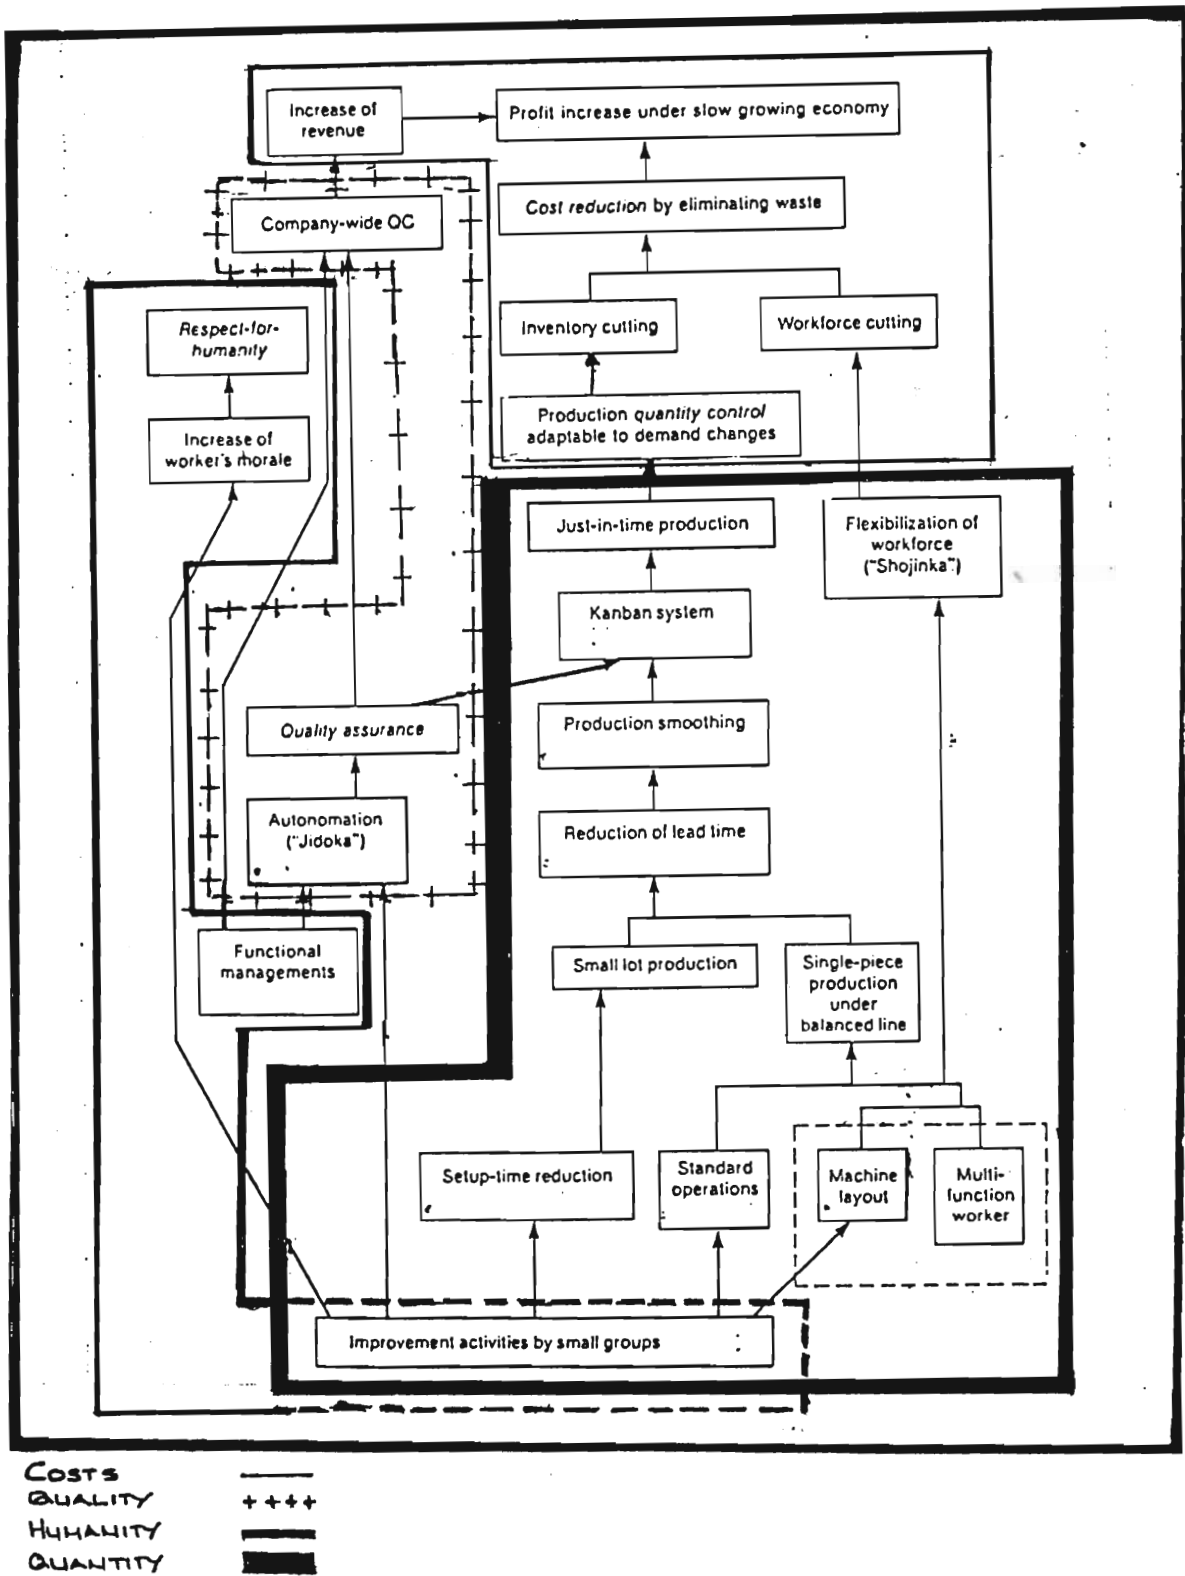 Increase of
revenue
Profit increase under slow growing economy
Cost reduction by eliminating waste
Company-wide QC
Inventory cutting
Workforce cutting
Respect-for-
humanity
Production quantity control
adaptable to demand changes
Increase of
worker's morale
Just-in-time production
Flexibilization of
workforce
("Shojinka")
Kanban system
Production smoothing
Quality assurance
Autonomation
("Jidoka")
Reduction of lead time
Functional
managements
Small lot production
Single-piece
production
under
balanced line
Setup-time reduction
Standard
operations
Machine
layout
Multi-
function
worker
Improvement activities by small groups
COSTS
QUALITY
HUMANITY
QUANTITY